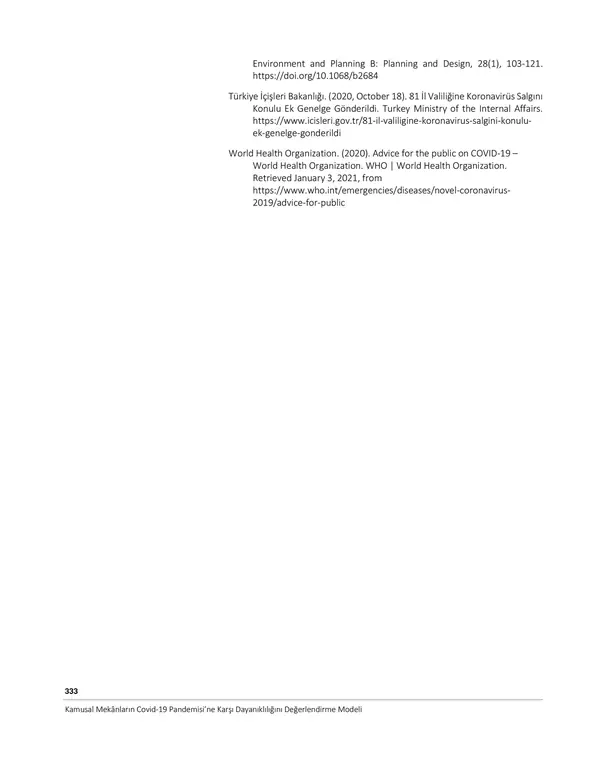 Environment and Planning B: Planning and Design, 28(1), 103-121.
https://doi.org/10.1068/b2684
Türkiye İçişleri Bakanlığı. (2020, October 18). 81 İl Valiliğine Koronavirüs Salgını
Konulu Ek Genelge Gönderildi. Turkey Ministry of the Internal Affairs.
https://www.icisleri.gov.tr/81-il-valiligine-koronavirus-salgini-konulu-
ek-genelge-gonderildi
World Health Organization. (2020). Advice for the public on COVID-19 –
World Health Organization. WHO | World Health Organization.
Retrieved January 3, 2021, from
https://www.who.int/emergencies/diseases/novel-coronavirus-
2019/advice-for-public
333
Kamusal Mekânların Covid-19 Pandemisi’ne Karşı Dayanıklılığını Değerlendirme Modeli